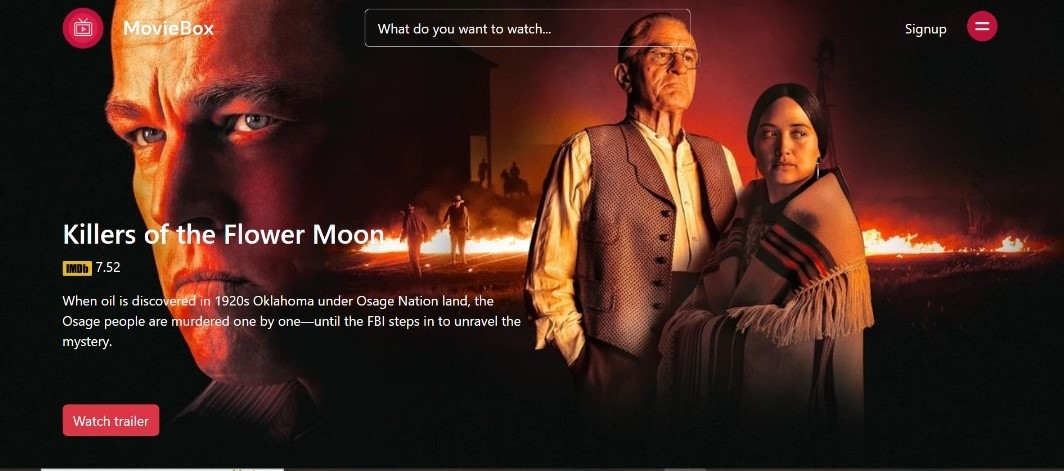 MovieBox
What do you want to watch...
Signup
Killers of the Flower Moon
IMDb 7.52
When oil is discovered in 1920s Oklahoma under Osage Nation land, the
Osage people are murdered one by one—until the FBI steps in to unravel the
mystery.
Watch trailer